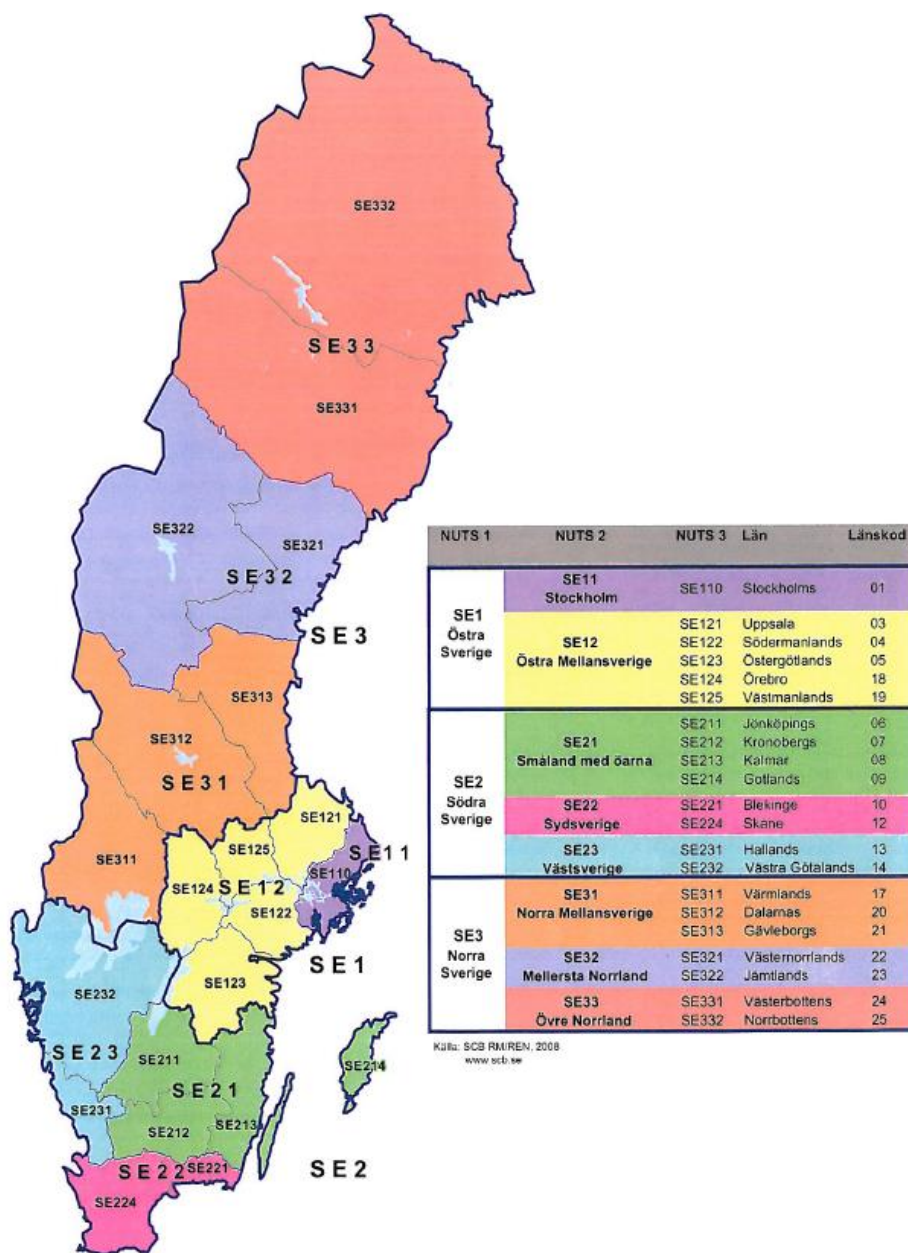 SE332
SE33
SE331
SE322
SE321
SE32
SE3
SE313
SE312
SE31
SE121
SE125
SE11
SE311
SE110
SE124
SE12
SE122
SE1
SE123
SE232
SE23
SE211
SE214
SE21
SE231
SE212
SE213
SE22
SE221
SE2
SE224
NUTS 1 NUTS 2 NUTS 3 Län Länskod
SE1
Östra
Sverige
SE11
Stockholm
SE110 Stockholms 01
SE12
Östra Mellansverige
SE121 Uppsala 03
SE122 Södermanlands 04
SE123 Östergötlands 05
SE124 Örebro 18
SE125 Västmanlands 19
SE2
Södra
Sverige
SE21
Småland med öarna
SE211 Jönköpings 06
SE212 Kronobergs 07
SE213 Kalmar 08
SE214 Gotlands 09
SE22
Sydsverige
SE221 Blekinge 10
SE224 Skane 12
SE23
Västsverige
SE231 Hallands 13
SE232 Västra Götalands 14
SE3
Norra
Sverige
SE31
Norra Mellansverige
SE311 Värmlands 17
SE312 Dalarnas 20
SE313 Gävleborgs 21
SE32
Mellersta Norrland
SE321 Västernorrlands 22
SE322 Jämtlands 23
SE33
Övre Norrland
SE331 Västerbottens 24
SE332 Norrbottens 25
Källa: SCB RM/REN, 2008
www.scb.se